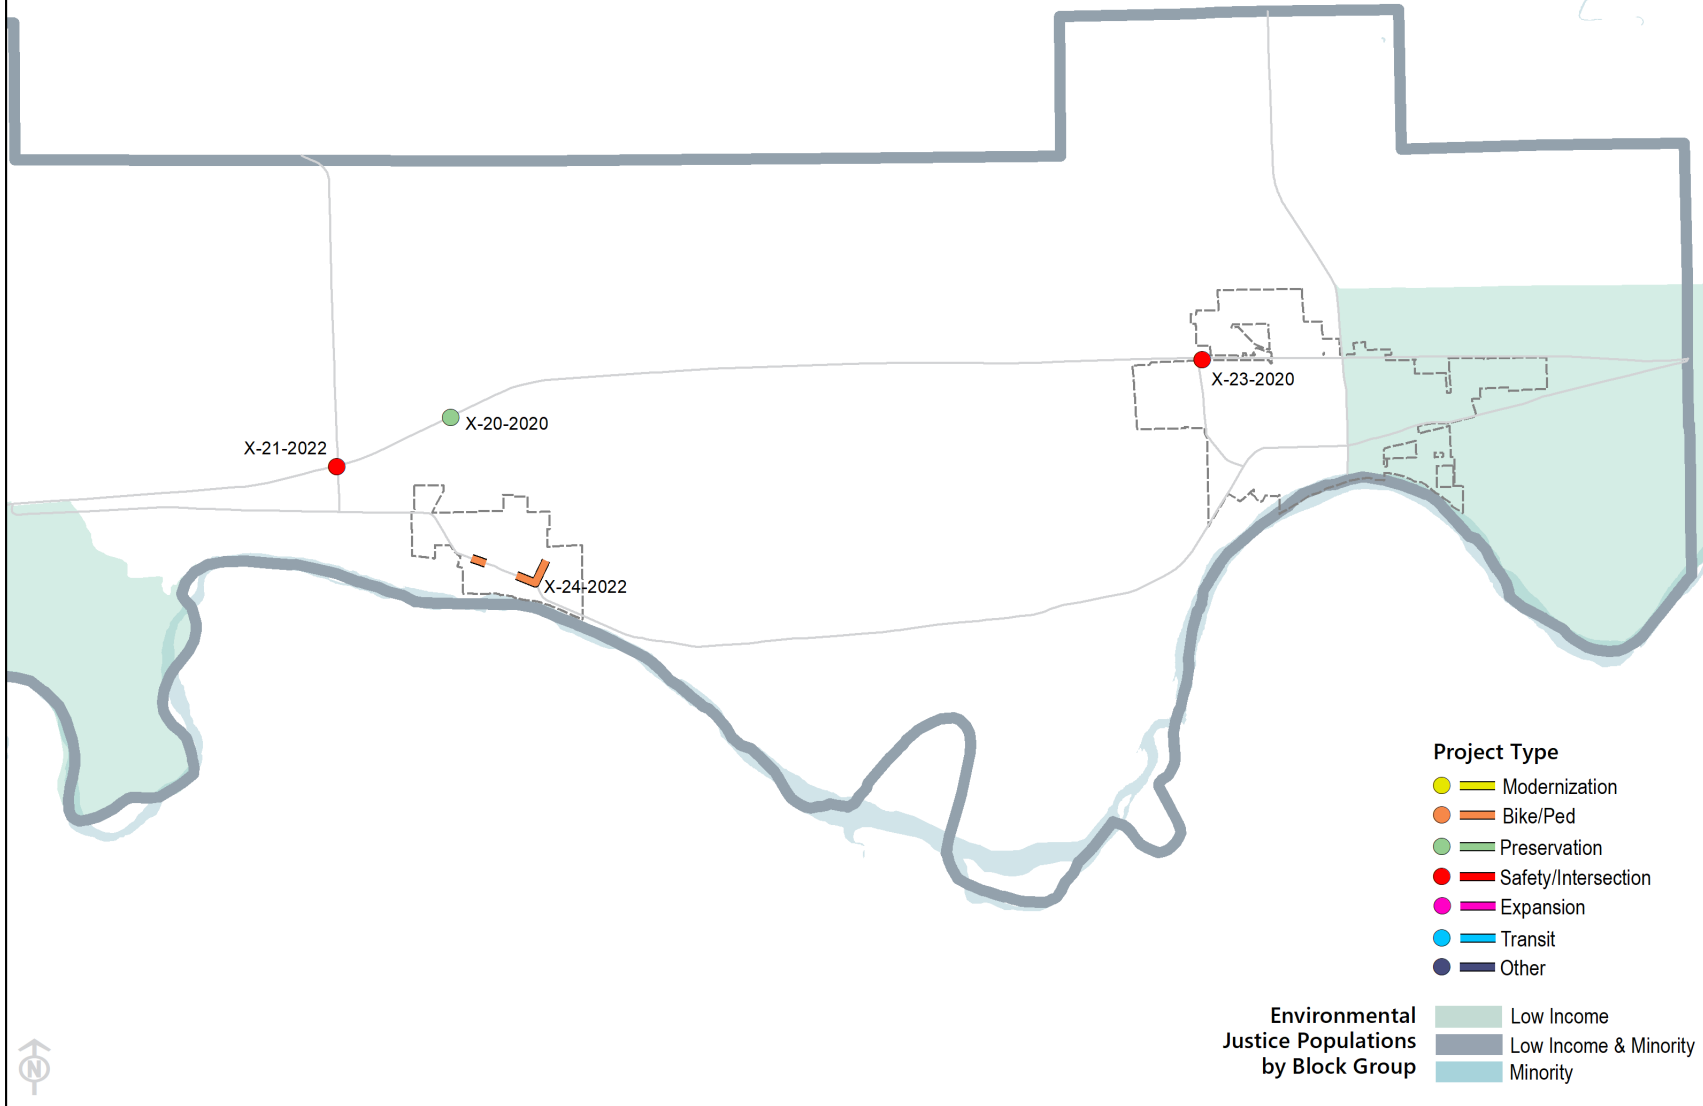 X-23-2020
X-20-2020
X-21-2022
X-24-2022
Project Type
Modernization
Bike/Ped
Preservation
Safety/Intersection
Expansion
Transit
Other
Environmental
Justice Populations
by Block Group
Low Income
Low Income & Minority
Minority
N